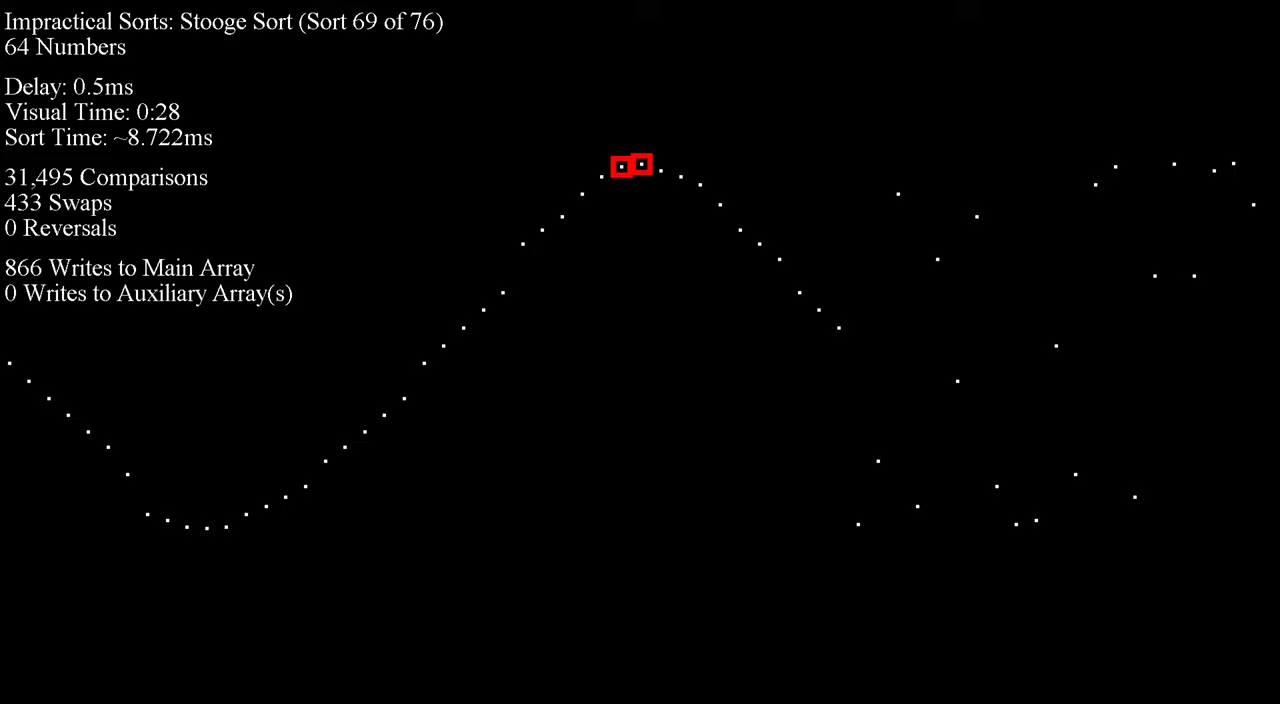 Impractical Sorts: Stooge Sort (Sort 69 of 76)
64 Numbers
Delay: 0.5ms
Visual Time: 0:28
Sort Time: ~8.722ms
31,495 Comparisons
433 Swaps
0 Reversals
866 Writes to Main Array
0 Writes to Auxiliary Array(s)